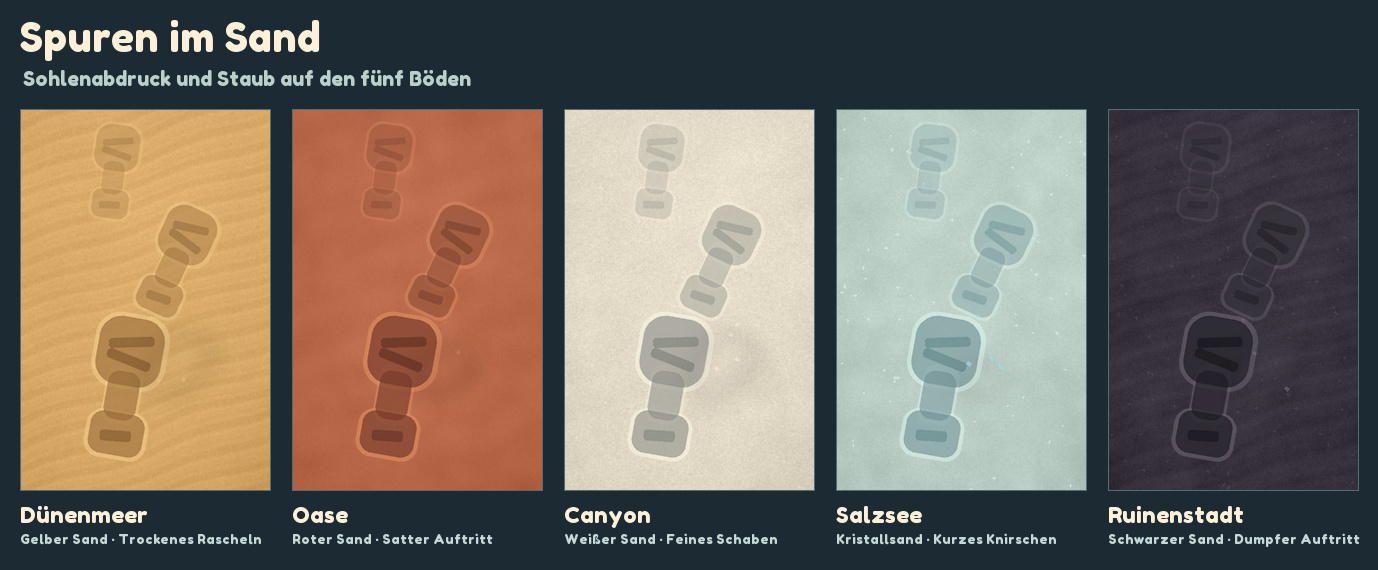 Spuren im Sand
Sohlenabdruck und Staub auf den fünf Böden
Dünenmeer
Gelber Sand · Trockenes Rascheln
Oase
Roter Sand · Satter Auftritt
Canyon
Weißer Sand · Feines Schaben
Salzsee
Kristallsand · Kurzes Knirschen
Ruinenstadt
Schwarzer Sand · Dumpfer Auftritt